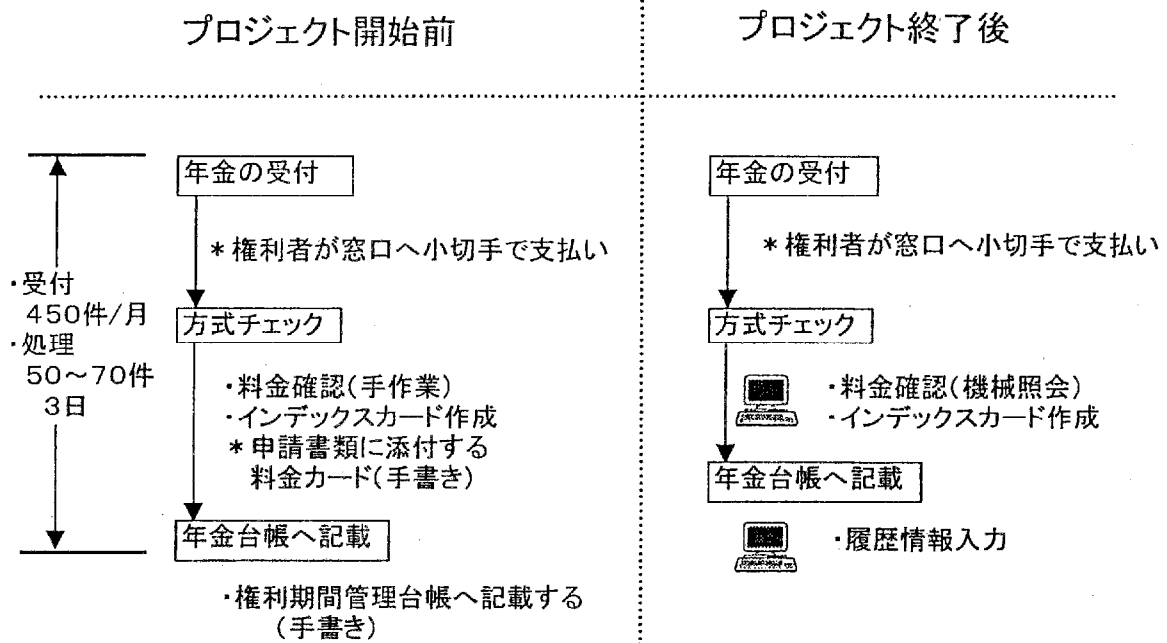 プロジェクト開始前
プロジェクト終了後
年金の受付
*権利者が窓口へ小切手で支払い
・受付
450件/月
・処理
50～70件
3日
方式チェック
・料金確認(手作業)
・インデックスカード作成
*申請書類に添付する
料金カード(手書き)
年金台帳へ記載
・権利期間管理台帳へ記載する
(手書き)
年金の受付
*権利者が窓口へ小切手で支払い
方式チェック
・料金確認(機械照会)
・インデックスカード作成
年金台帳へ記載
・履歴情報入力